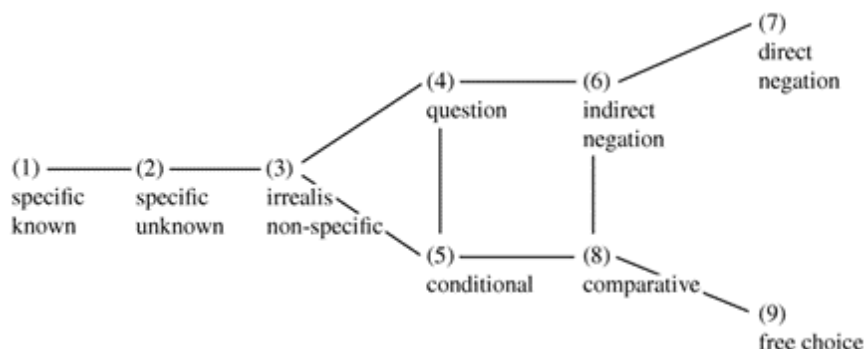 (7)
direct
negation
(4)
question
(6)
indirect
negation
(1)
specific
known
(2)
specific
unknown
(3)
irrealis
non-specific
(5)
conditional
(8)
comparative
(9)
free choice